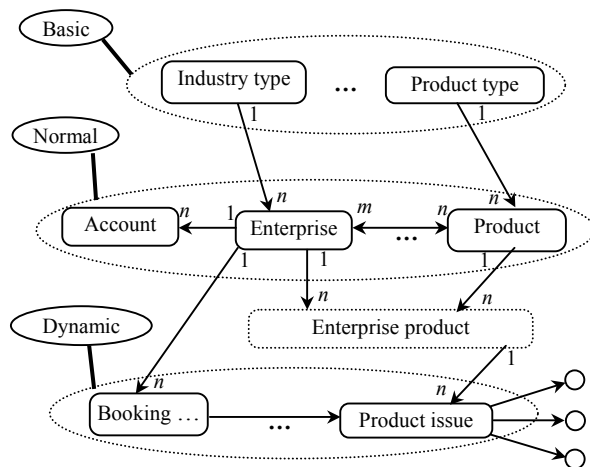 Basic
Industry type
...
Product type
1
1
Normal
n
n
Account
n
1
Enterprise
m
...
n
Product
1
1
1
n
n
Enterprise product
Dynamic
1
n
n
Booking ...
...
Product issue